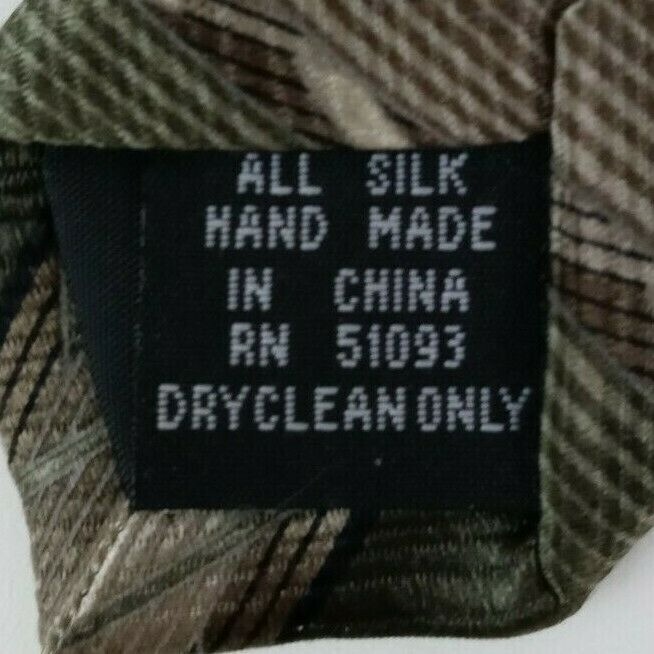 ALL SILK
HAND MADE
IN CHINA
RN 51093
DRYCLEAN ONLY